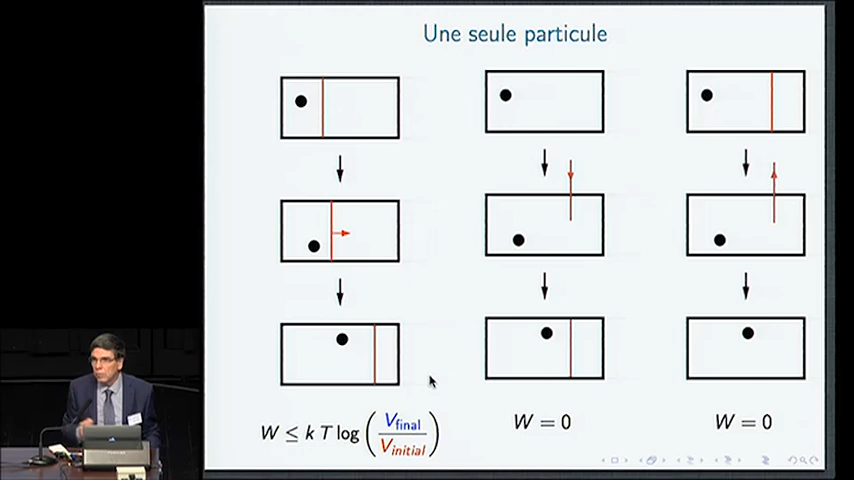 Une seule particule
W ≤ k T log ( V_final / V_initial )
W = 0
W = 0